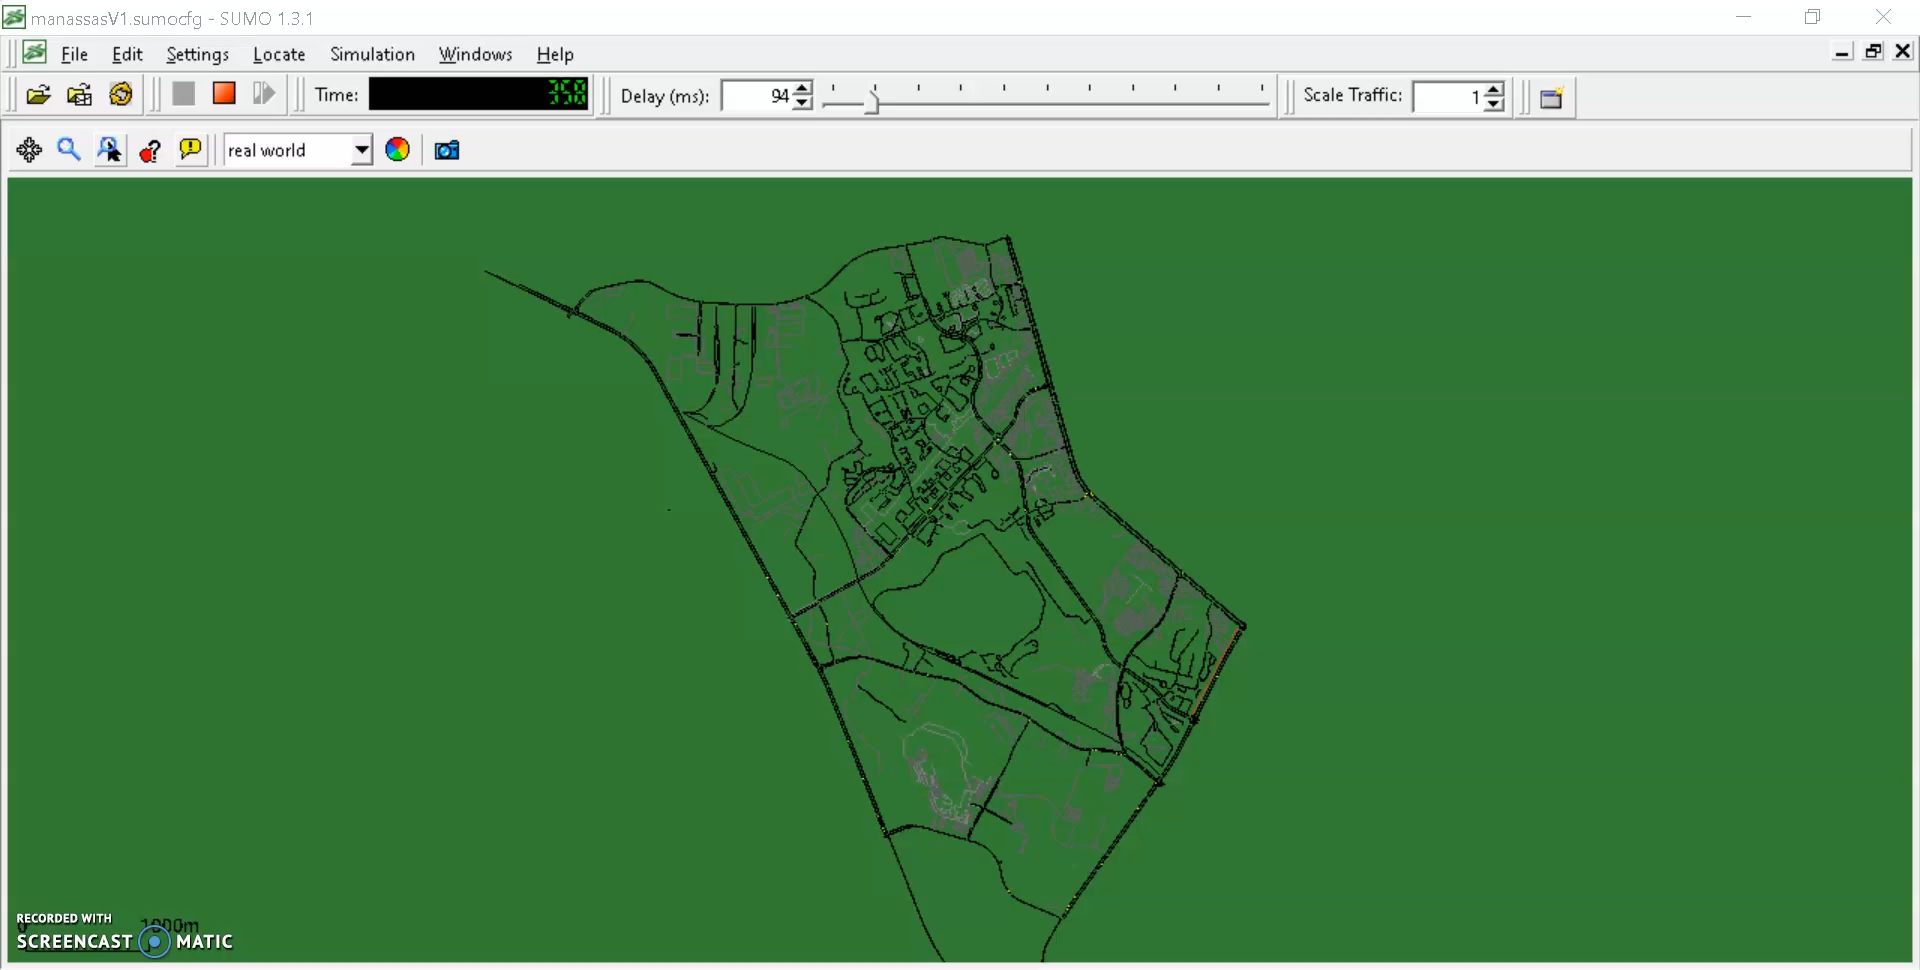 manassasV1.sumocfg - SUMO 1.3.1
File Edit Settings Locate Simulation Windows Help
Time: 358 Delay (ms): 94 Scale Traffic: 1
real world
RECORDED WITH
0 1000m
SCREENCAST MATIC